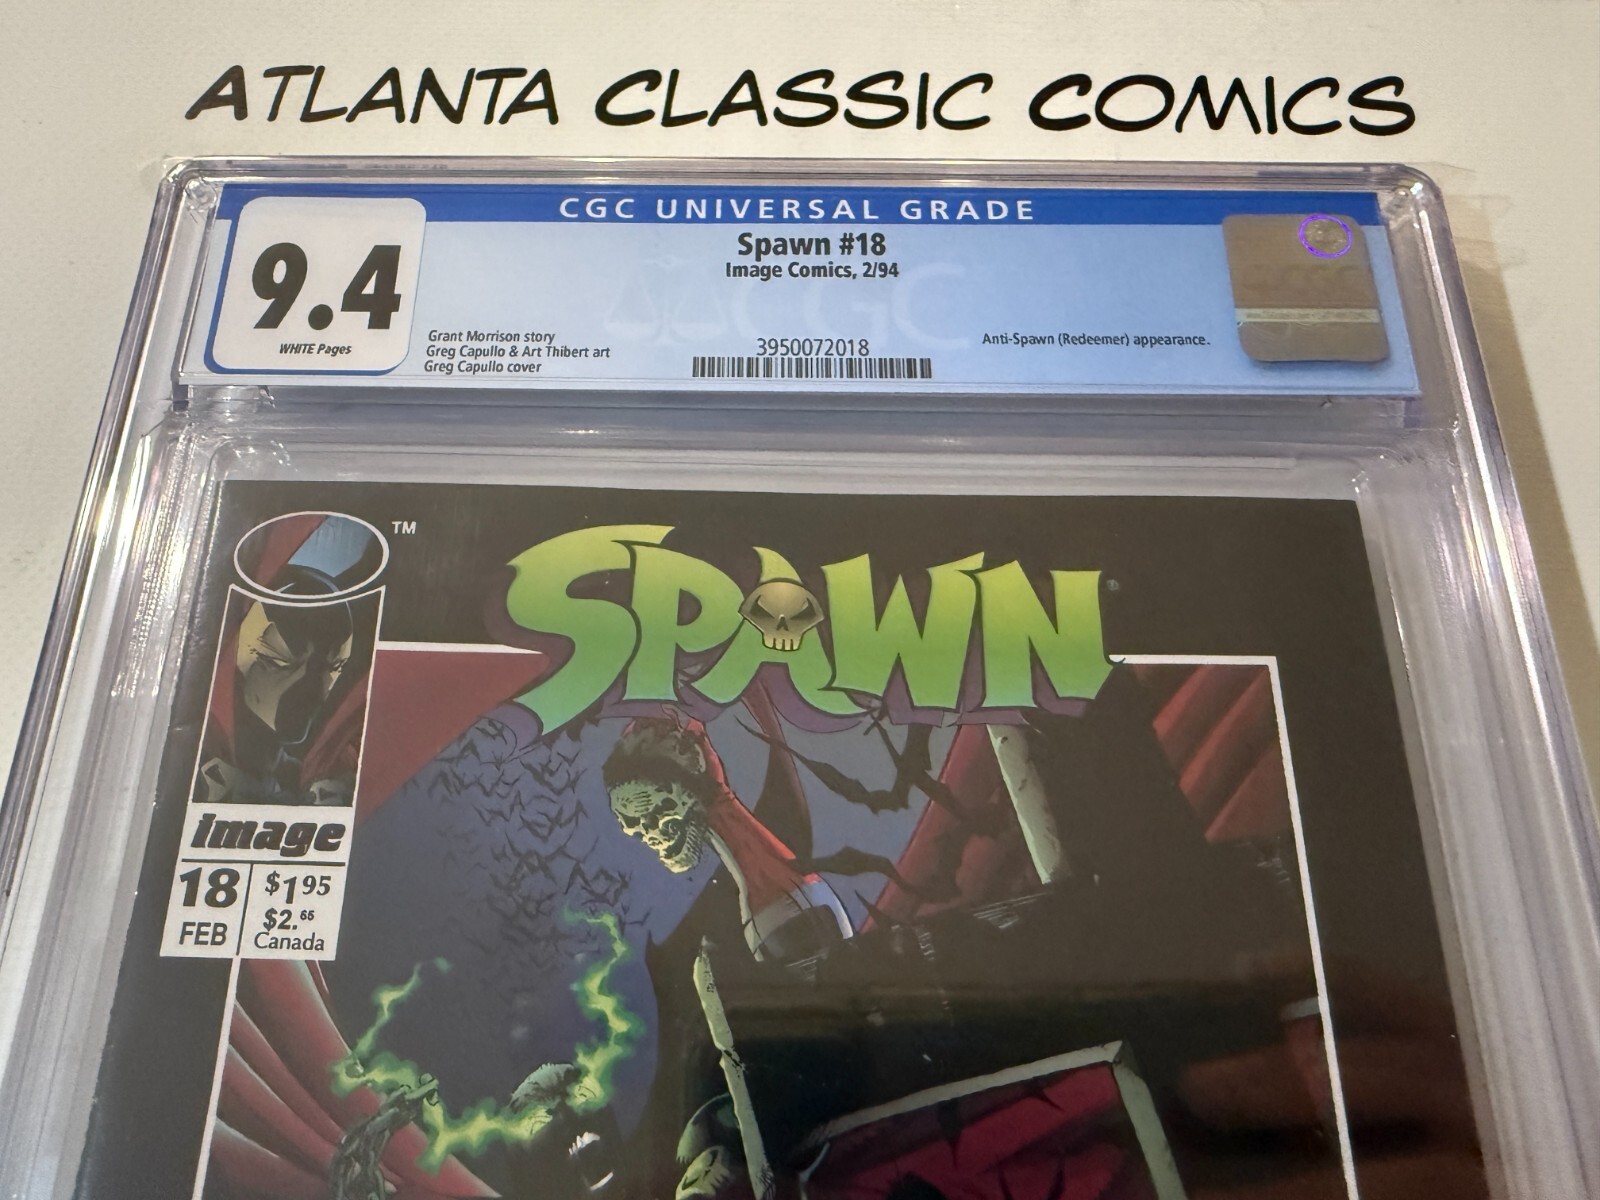 ATLANTA CLASSIC COMICS
CGC UNIVERSAL GRADE
9.4
WHITE Pages
Spawn #18
Image Comics, 2/94
Grant Morrison story
Greg Capullo & Art Thibert art
Greg Capullo cover
3950072018
Anti-Spawn (Redeemer) appearance.
CGC
TM
SPAWN
image
18
FEB
$1.95
$2.65
Canada